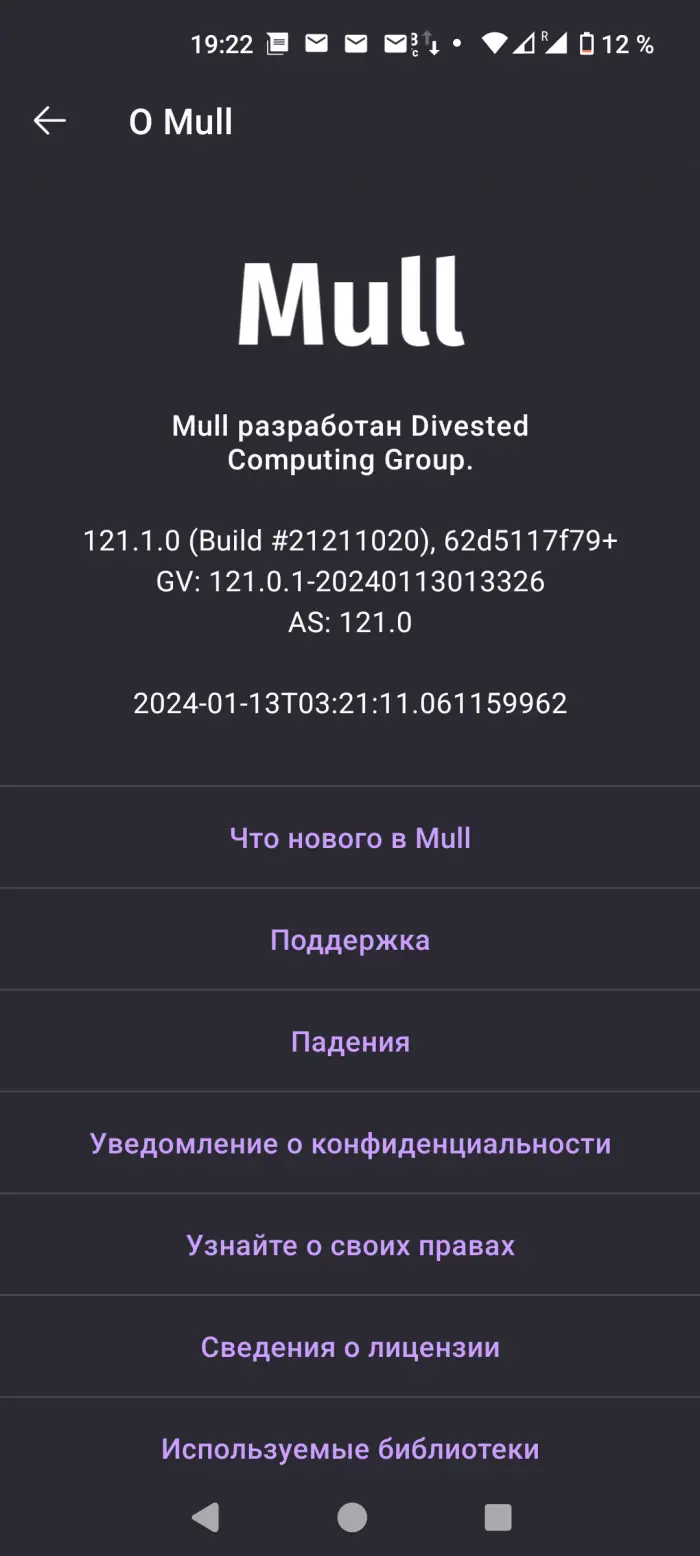 19:22
R
12 %
О Mull
Mull
Mull разработан Divested
Computing Group.
121.1.0 (Build #21211020), 62d5117f79+
GV: 121.0.1-20240113013326
AS: 121.0
2024-01-13T03:21:11.061159962
Что нового в Mull
Поддержка
Падения
Уведомление о конфиденциальности
Узнайте о своих правах
Сведения о лицензии
Используемые библиотеки